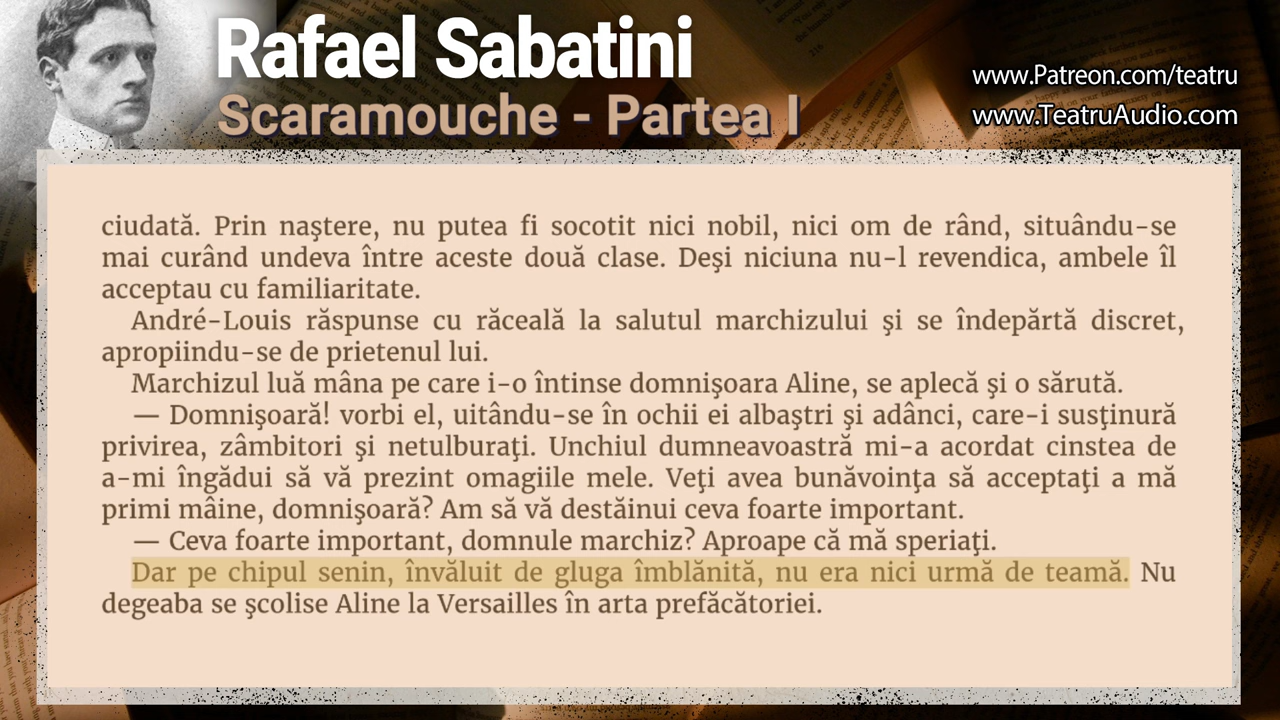 Rafael Sabatini
Scaramouche - Partea I
www.Patreon.com/teatru
www.TeatruAudio.com
ciudată. Prin naştere, nu putea fi socotit nici nobil, nici om de rând, situându-se
mai curând undeva între aceste două clase. Deşi niciuna nu-l revendica, ambele îl
acceptau cu familiaritate.
André-Louis răspunse cu răceală la salutul marchizului şi se îndepărtă discret,
apropiindu-se de prietenul lui.
Marchizul luă mâna pe care i-o întinse domnişoara Aline, se aplecă şi o sărută.
— Domnişoară! vorbi el, uitându-se în ochii ei albaştri şi adânci, care-i susţinură
privirea, zâmbitori şi netulburaţi. Unchiul dumneavoastră mi-a acordat cinstea de
a-mi îngădui să vă prezint omagiile mele. Veţi avea bunăvoinţa să acceptaţi a mă
primi mâine, domnişoară? Am să vă destăinui ceva foarte important.
— Ceva foarte important, domnule marchiz? Aproape că mă speriaţi.
Dar pe chipul senin, învăluit de gluga îmblănită, nu era nici urmă de teamă. Nu
degeaba se şcolise Aline la Versailles în arta prefăcătoriei.